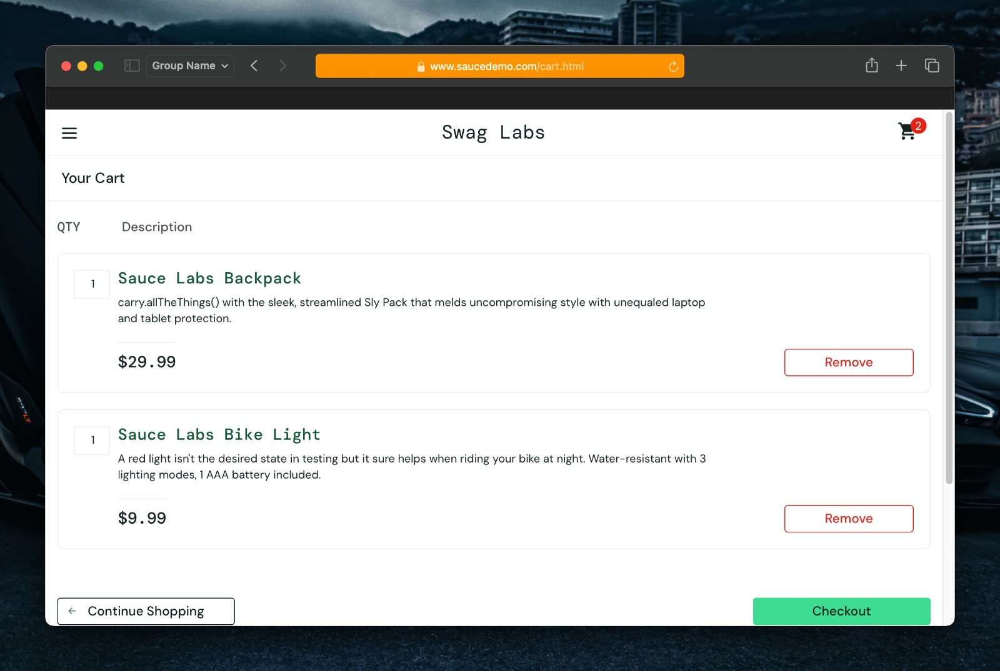 Group Name
www.saucedemo.com/cart.html
Swag Labs
2
Your Cart
QTY Description
1
Sauce Labs Backpack
carry.allTheThings() with the sleek, streamlined Sly Pack that melds uncompromising style with unequaled laptop
and tablet protection.
$29.99
Remove
1
Sauce Labs Bike Light
A red light isn't the desired state in testing but it sure helps when riding your bike at night. Water-resistant with 3
lighting modes, 1 AAA battery included.
$9.99
Remove
Continue Shopping
Checkout